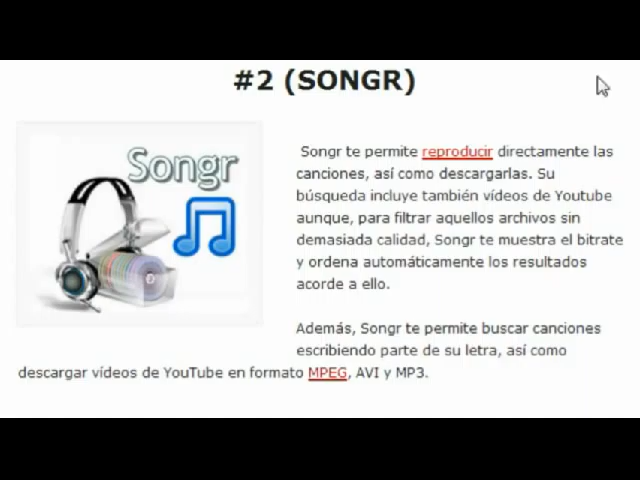 #2 (SONGR)
Songr
Songr te permite reproducir directamente las
canciones, así como descargarlas. Su
búsqueda incluye también vídeos de Youtube
aunque, para filtrar aquellos archivos sin
demasiada calidad, Songr te muestra el bitrate
y ordena automáticamente los resultados
acorde a ello.
Además, Songr te permite buscar canciones
escribiendo parte de su letra, así como
descargar vídeos de YouTube en formato MPEG, AVI y MP3.